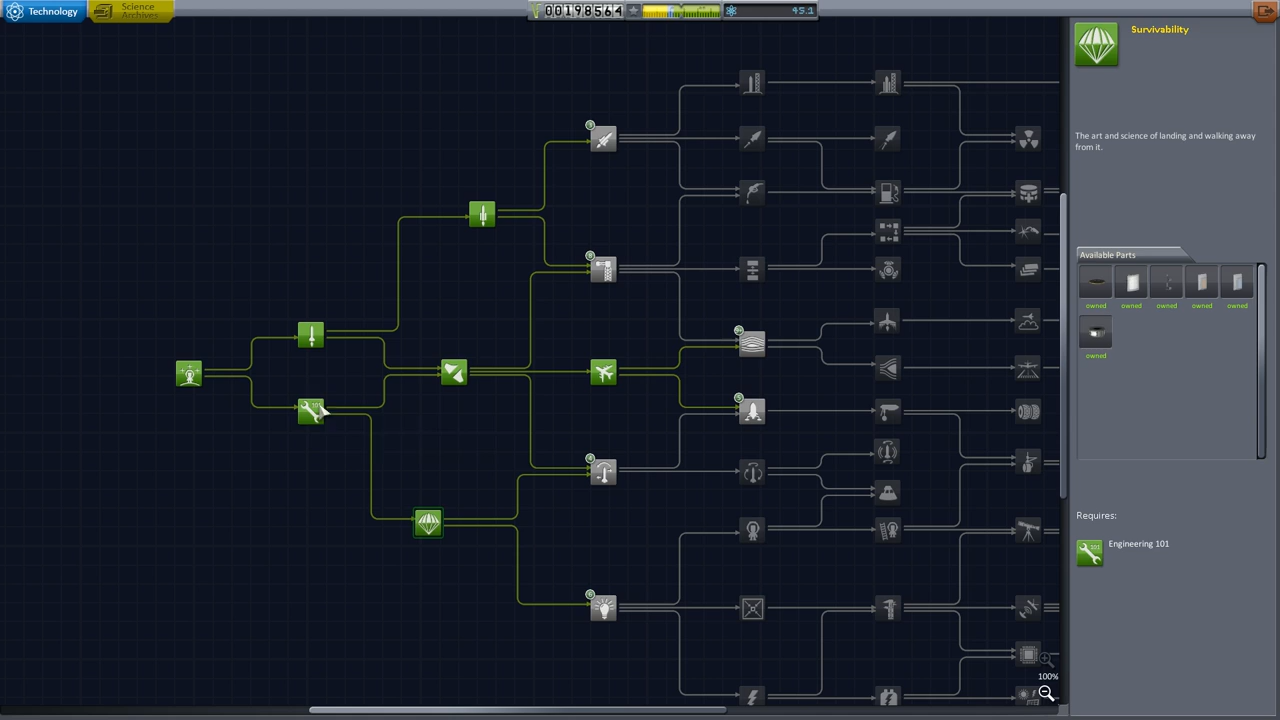 Technology
Science
Archives
00198564
45.1
Survivability
The art and science of landing and walking away
from it.
Available Parts
owned owned owned owned owned
owned
Requires:
Engineering 101
100%